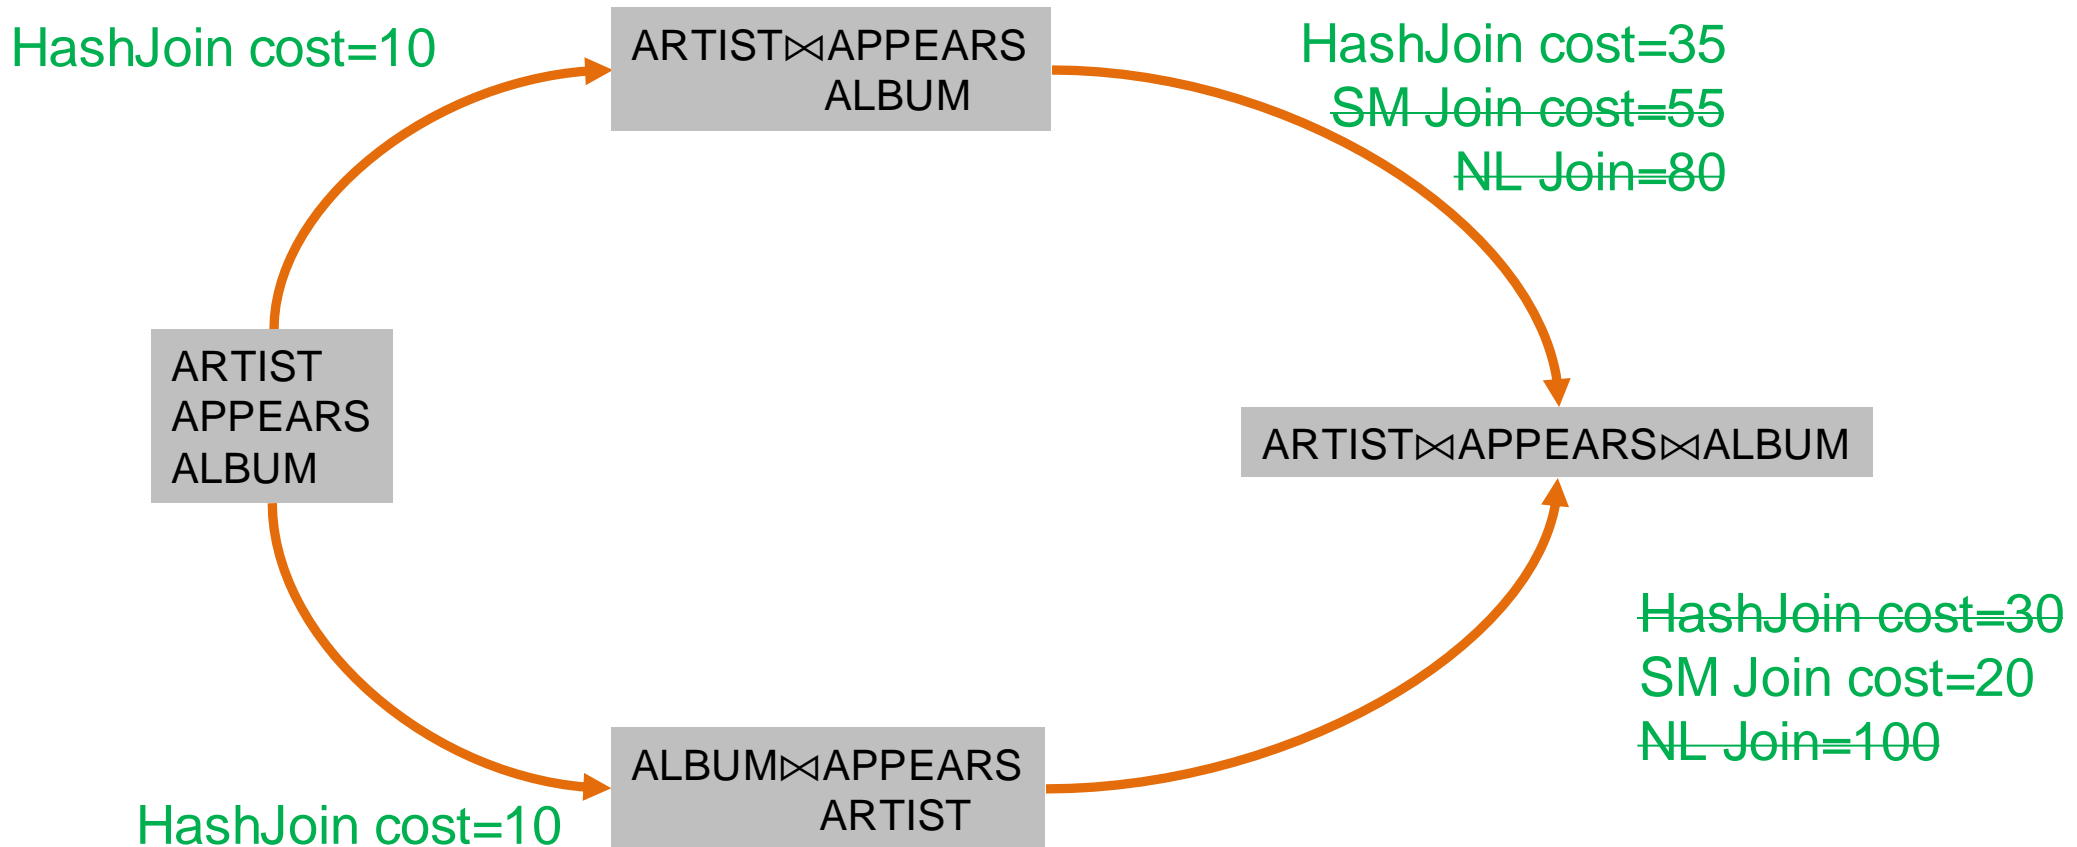 HashJoin cost=10
ARTIST⋈APPEARS
ALBUM
HashJoin cost=35
SM Join cost=55
NL Join=80
ARTIST
APPEARS
ALBUM
ARTIST⋈APPEARS⋈ALBUM
HashJoin cost=30
SM Join cost=20
NL Join=100
ALBUM⋈APPEARS
ARTIST
HashJoin cost=10